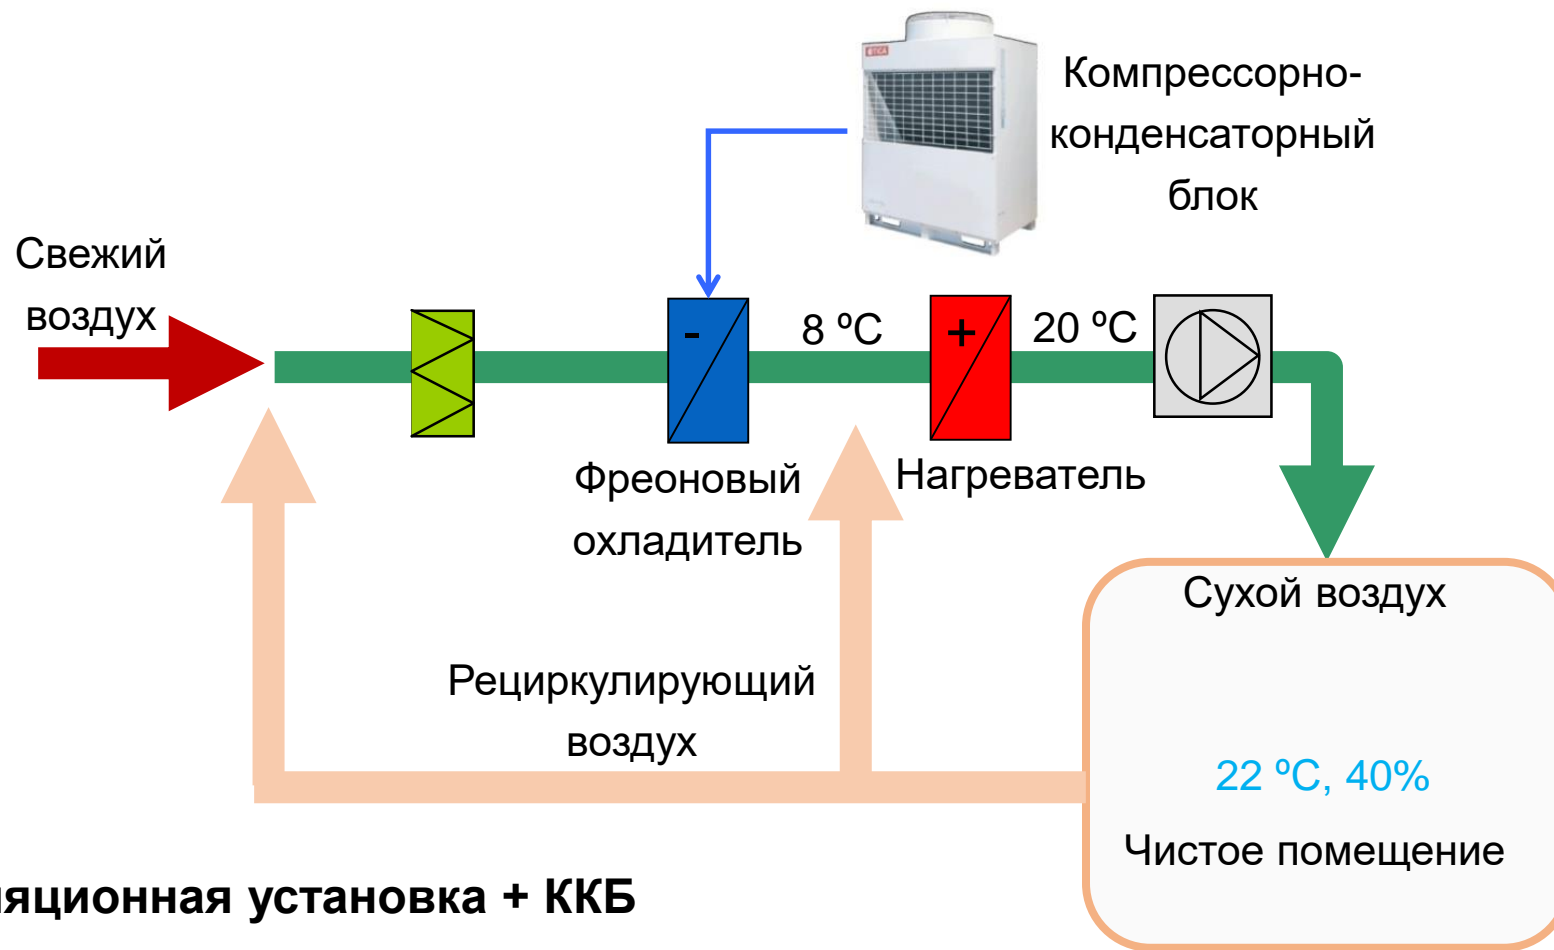 Компрессорно-
конденсаторный
блок
Свежий
воздух
-
8 ºC
+
20 ºC
Фреоновый
охладитель
Нагреватель
Сухой воздух
Рециркулирующий
воздух
22 ºC, 40%
Чистое помещение
яционная установка + ККБ